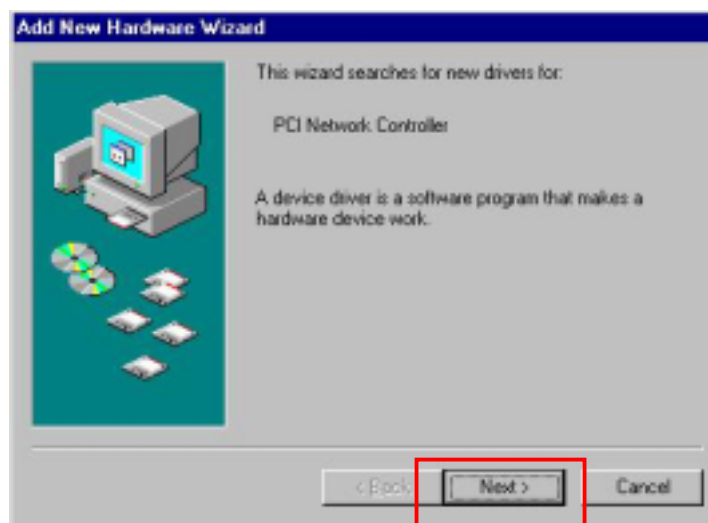 Add New Hardware Wizard
This wizard searches for new drivers for:
PCI Network Controller
A device driver is a software program that makes a
hardware device work.
< Back
Next >
Cancel